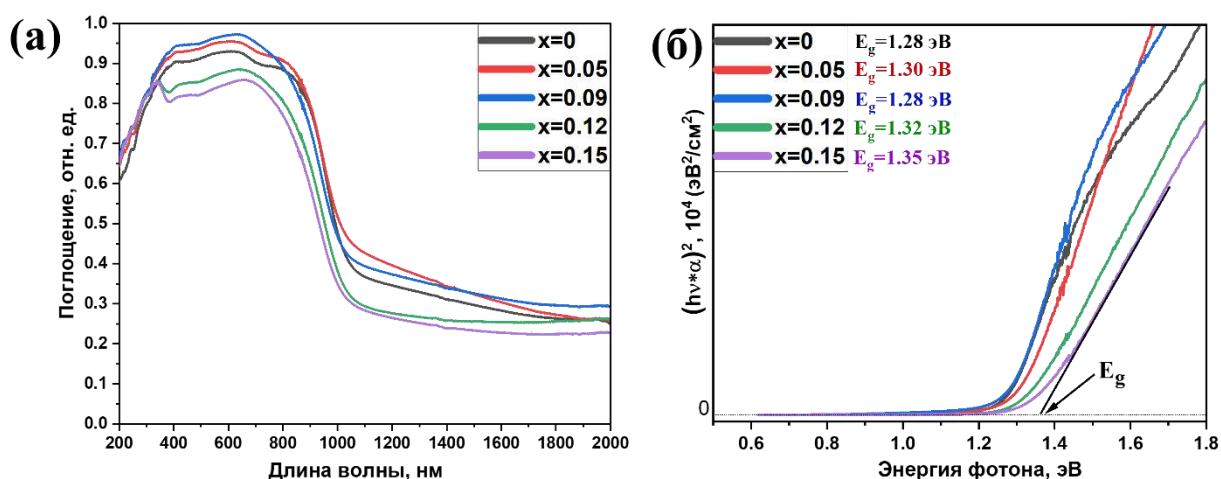 (а)
Поглощение, отн. ед.
1.0
0.9
0.8
0.7
0.6
0.5
0.4
0.3
0.2
0.1
0.0
200 400 600 800 1000 1200 1400 1600 1800 2000
Длина волны, нм
x=0
x=0.05
x=0.09
x=0.12
x=0.15
(б)
(hν*α)², 10⁴ (эВ²/см²)
x=0 E_g=1.28 эВ
x=0.05 E_g=1.30 эВ
x=0.09 E_g=1.28 эВ
x=0.12 E_g=1.32 эВ
x=0.15 E_g=1.35 эВ
E_g
0
0.6 0.8 1.0 1.2 1.4 1.6 1.8
Энергия фотона, эВ